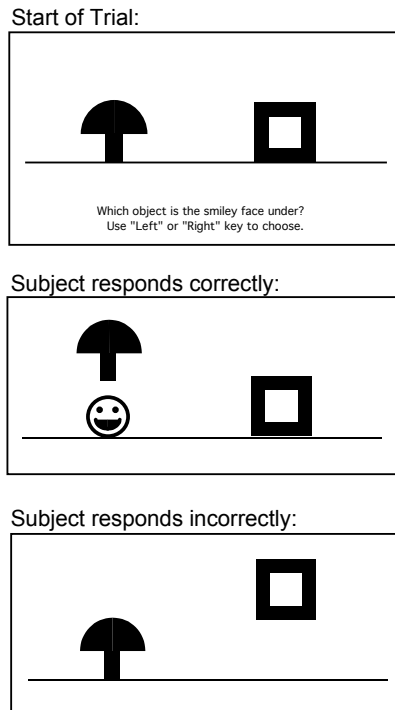 Start of Trial:
Which object is the smiley face under?
Use "Left" or "Right" key to choose.
Subject responds correctly:
Subject responds incorrectly: